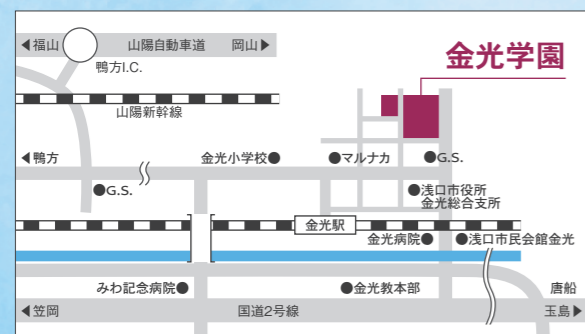 ◀福山
山陽自動車道
岡山▶
鴨方I.C.
金光学園
山陽新幹線
◀鴨方
金光小学校●
●マルナカ
●G.S.
●G.S.
●浅口市役所
金光総合支所
金光駅
金光病院●
●浅口市民会館金光
みわ記念病院●
●金光教本部
唐船
◀笠岡
国道2号線
玉島▶